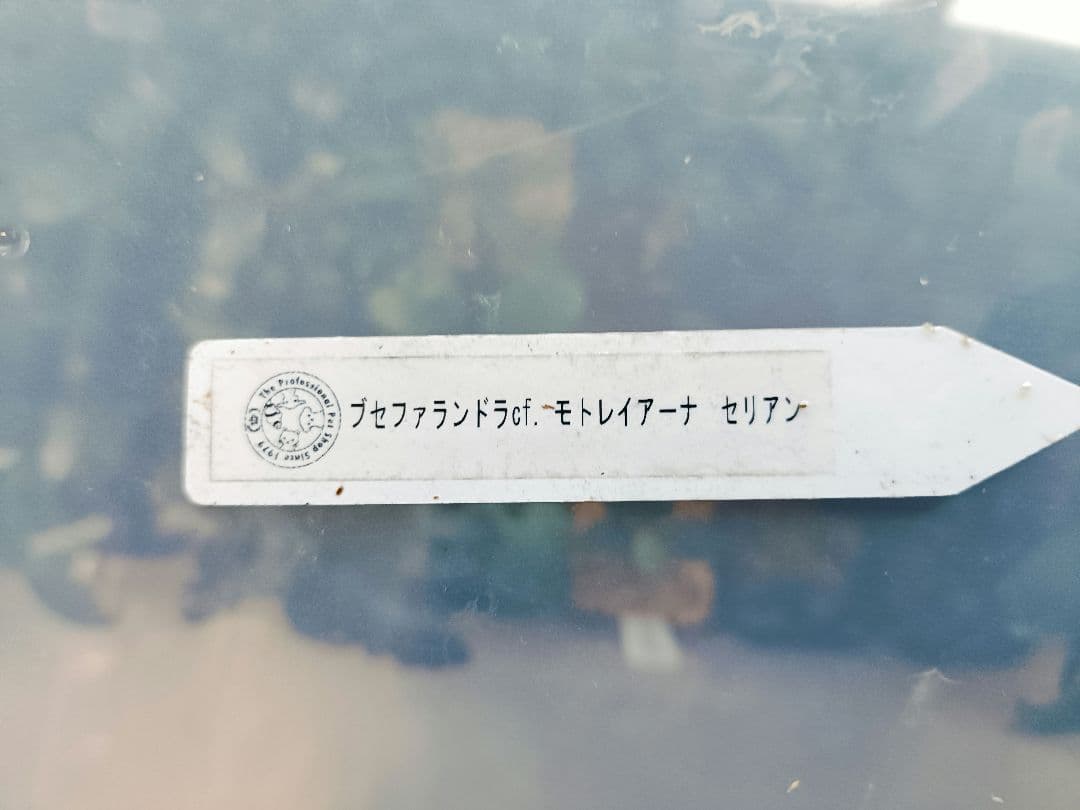 The Professional Pet Shop Since 1979
ブセファランドラcf. モトレイアーナ セリアン